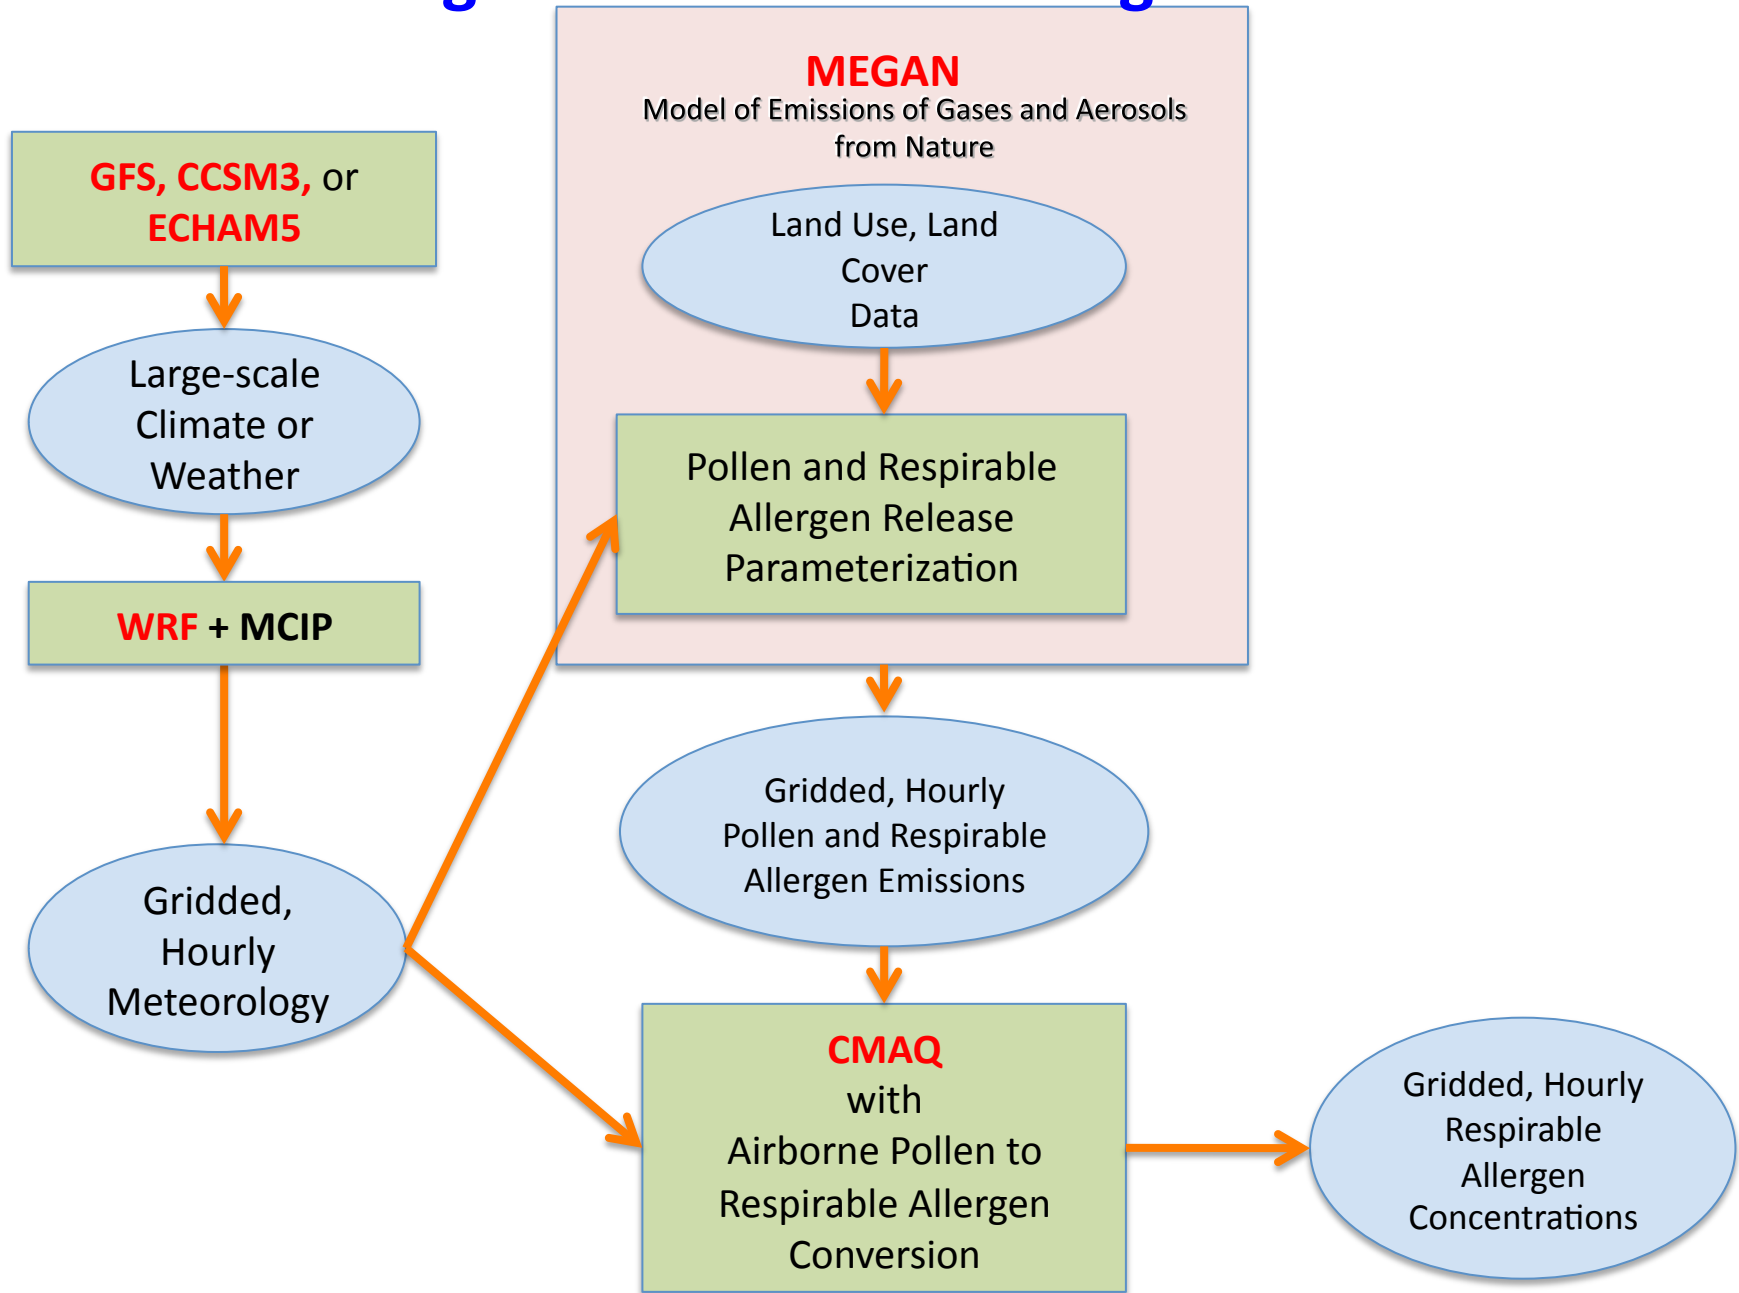 MEGAN
Model of Emissions of Gases and Aerosols
from Nature
GFS, CCSM3, or
ECHAM5
Land Use, Land
Cover
Data
Large-scale
Climate or
Weather
Pollen and Respirable
Allergen Release
Parameterization
WRF + MCIP
Gridded, Hourly
Pollen and Respirable
Allergen Emissions
Gridded,
Hourly
Meteorology
CMAQ
with
Airborne Pollen to
Respirable Allergen
Conversion
Gridded, Hourly
Respirable
Allergen
Concentrations